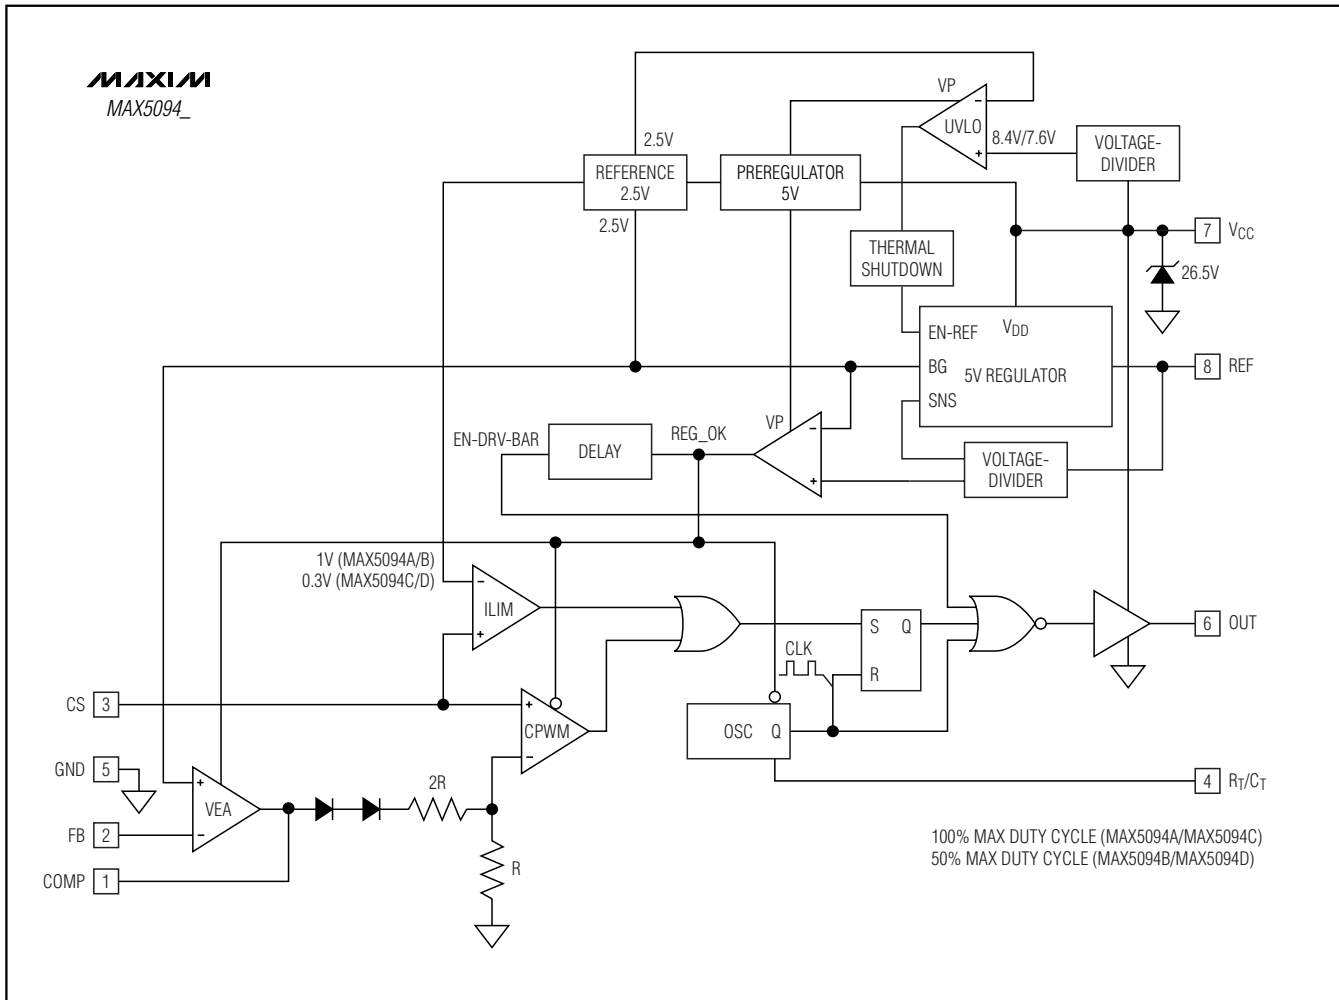 MAXIM
MAX5094_
VP
−
UVLO
+
8.4V/7.6V
VOLTAGE-
DIVIDER
2.5V
REFERENCE
2.5V
PREREGULATOR
5V
2.5V
THERMAL
SHUTDOWN
7 VCC
26.5V
EN-REF
VDD
BG
5V REGULATOR
SNS
8 REF
VP
−
+
REG_OK
EN-DRV-BAR
DELAY
VOLTAGE-
DIVIDER
1V (MAX5094A/B)
0.3V (MAX5094C/D)
−
ILIM
+
S Q
R
CLK
6 OUT
CS 3
+
CPWM
−
OSC Q
GND 5
4 RT/CT
+
VEA
−
2R
FB 2
R
COMP 1
100% MAX DUTY CYCLE (MAX5094A/MAX5094C)
50% MAX DUTY CYCLE (MAX5094B/MAX5094D)